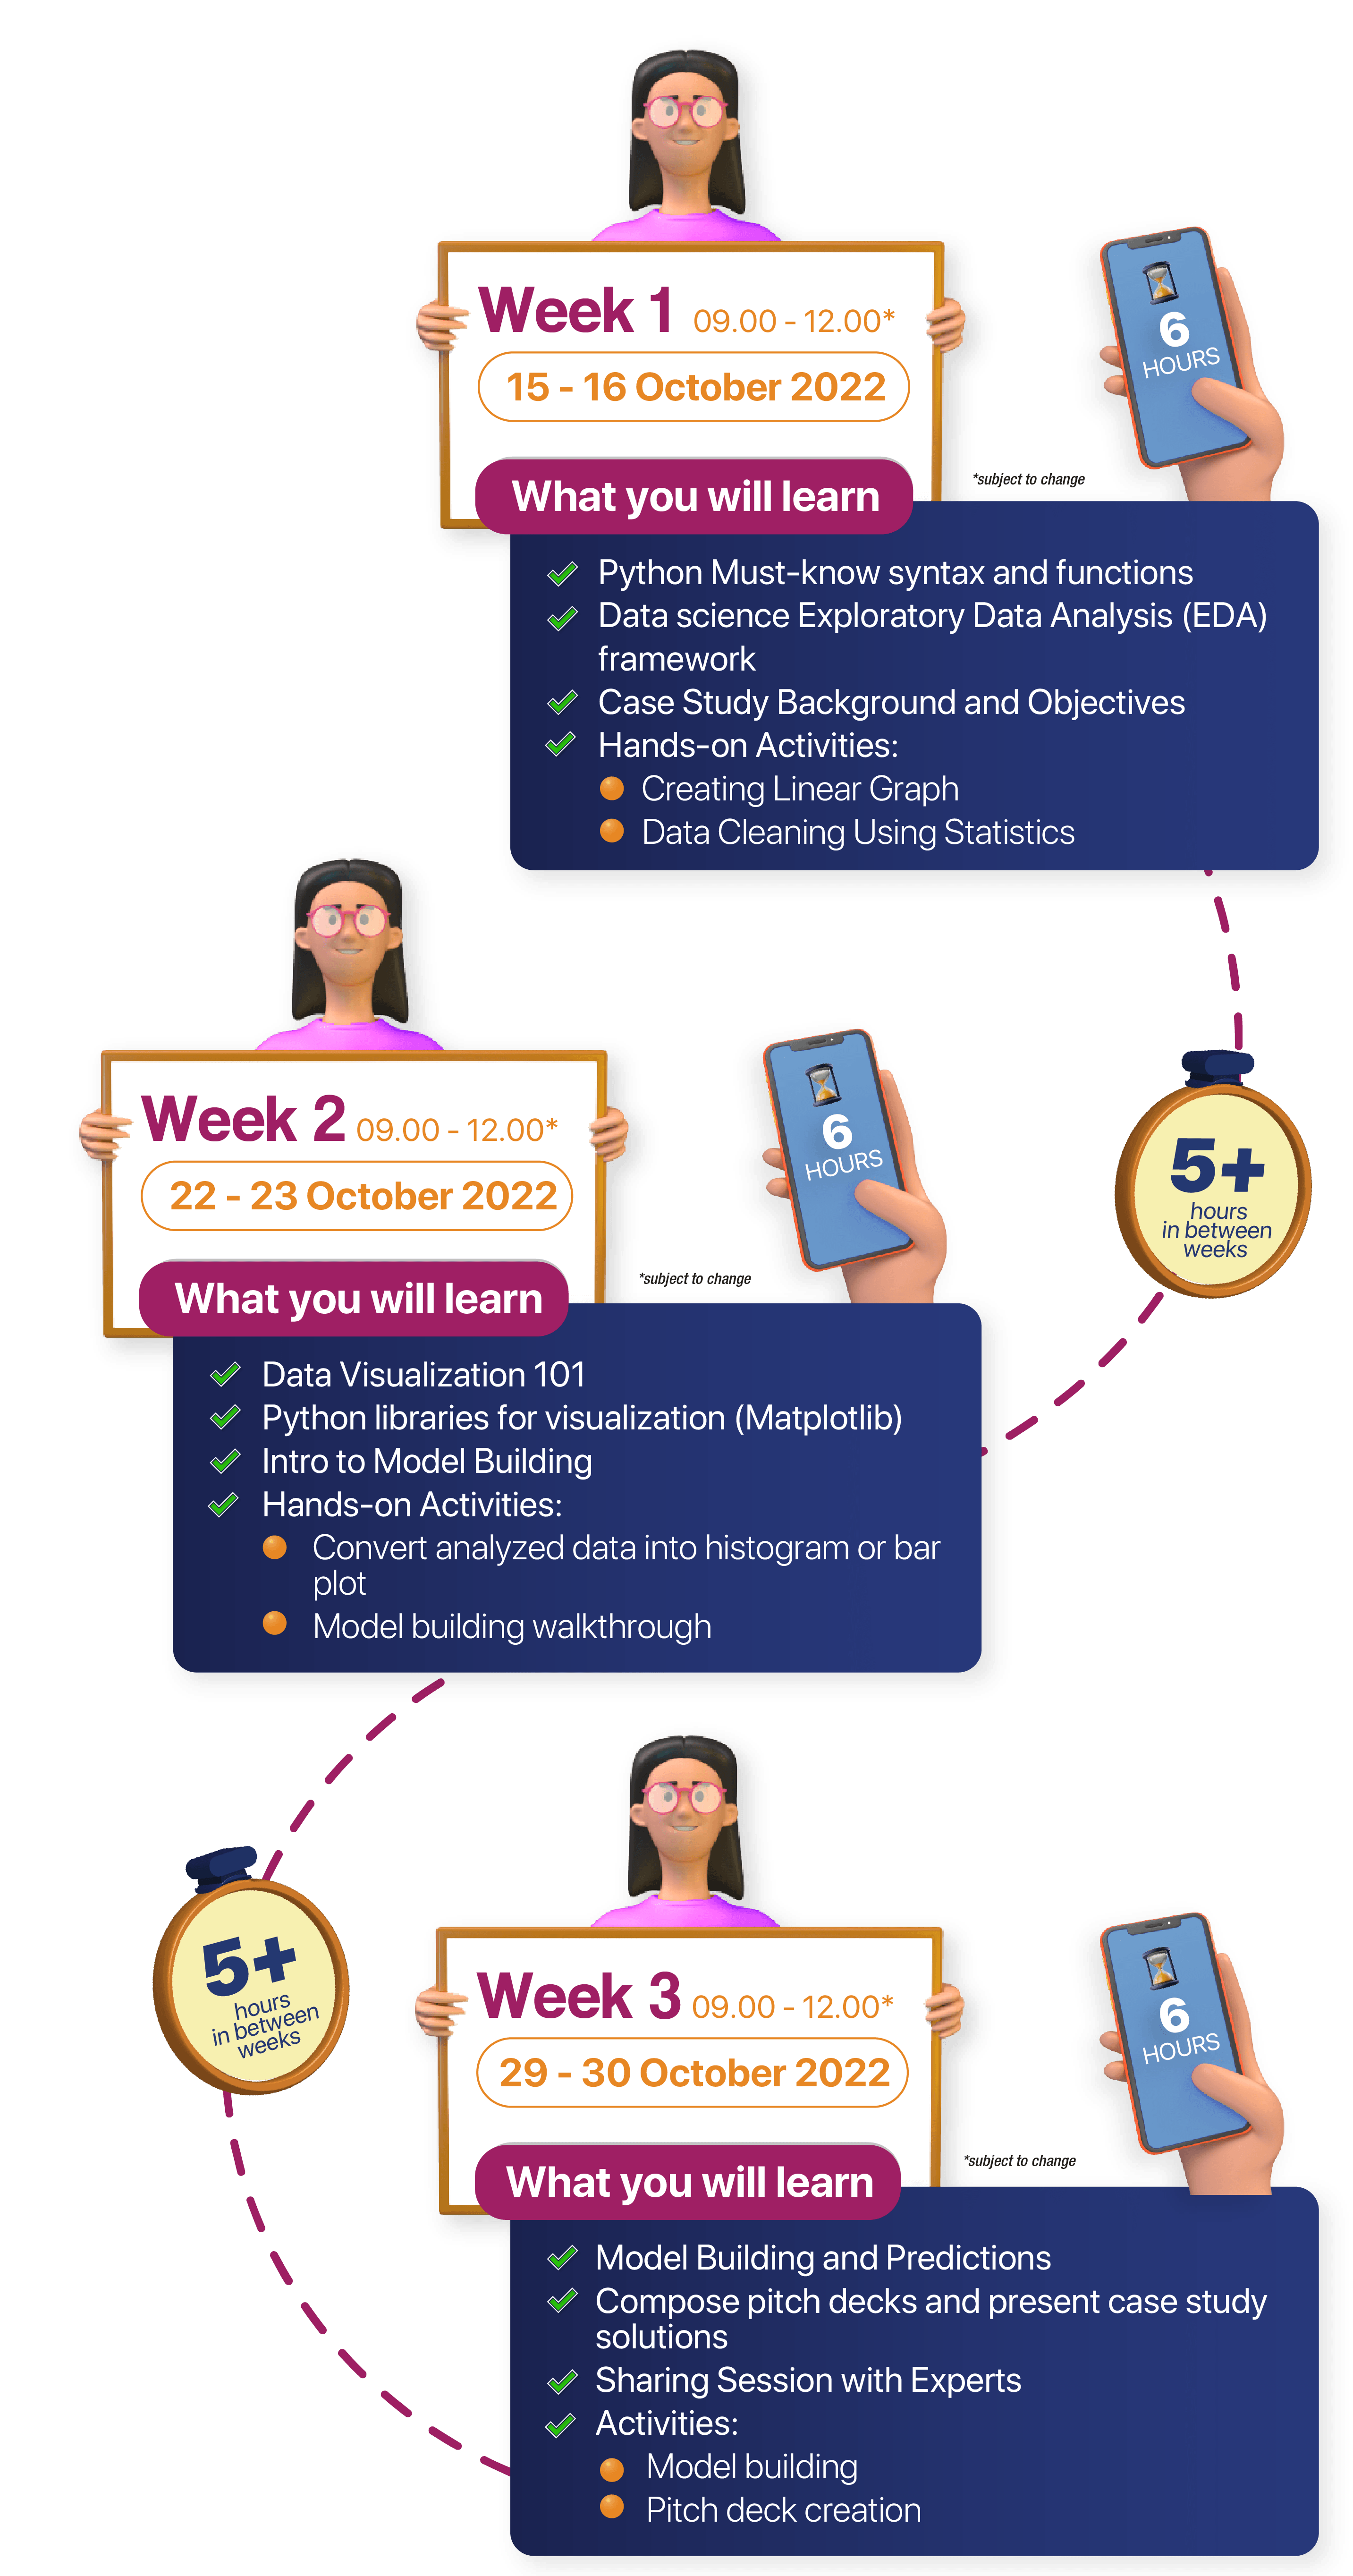 Week 1 09.00 - 12.00*
15 - 16 October 2022
6
HOURS
*subject to change
What you will learn
Python Must-know syntax and functions
Data science Exploratory Data Analysis (EDA)
framework
Case Study Background and Objectives
Hands-on Activities:
Creating Linear Graph
Data Cleaning Using Statistics
5+
hours
in between
weeks
Week 2 09.00 - 12.00*
22 - 23 October 2022
6
HOURS
*subject to change
What you will learn
Data Visualization 101
Python libraries for visualization (Matplotlib)
Intro to Model Building
Hands-on Activities:
Convert analyzed data into histogram or bar
plot
Model building walkthrough
5+
hours
in between
weeks
Week 3 09.00 - 12.00*
29 - 30 October 2022
6
HOURS
*subject to change
What you will learn
Model Building and Predictions
Compose pitch decks and present case study
solutions
Sharing Session with Experts
Activities:
Model building
Pitch deck creation